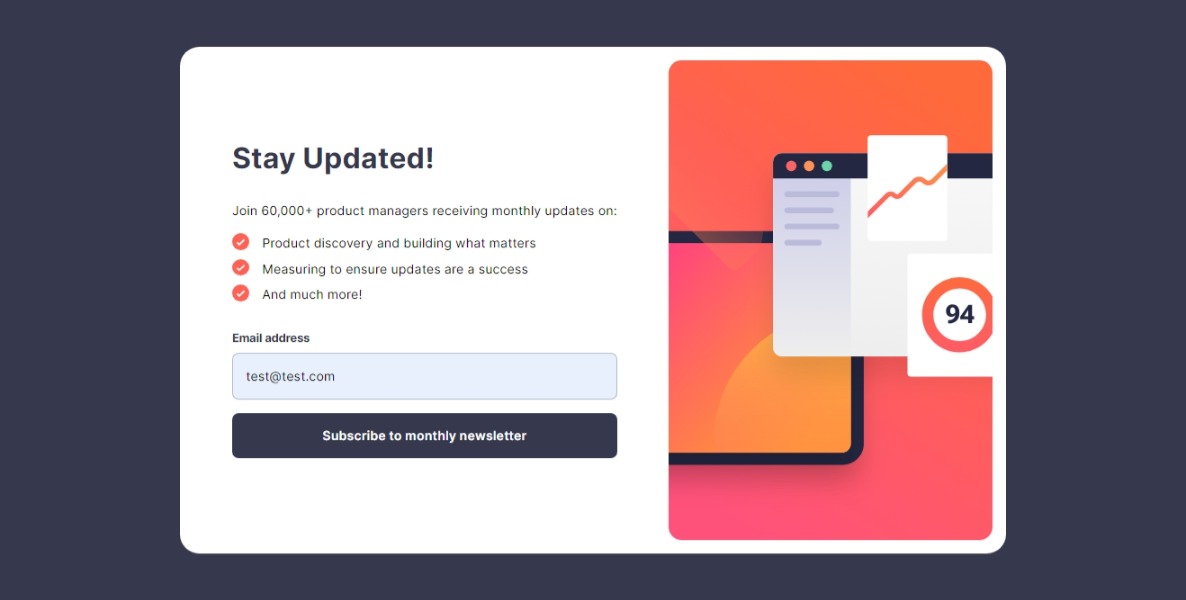 Stay Updated!
Join 60,000+ product managers receiving monthly updates on:
Product discovery and building what matters
Measuring to ensure updates are a success
And much more!
Email address
test@test.com
Subscribe to monthly newsletter
94